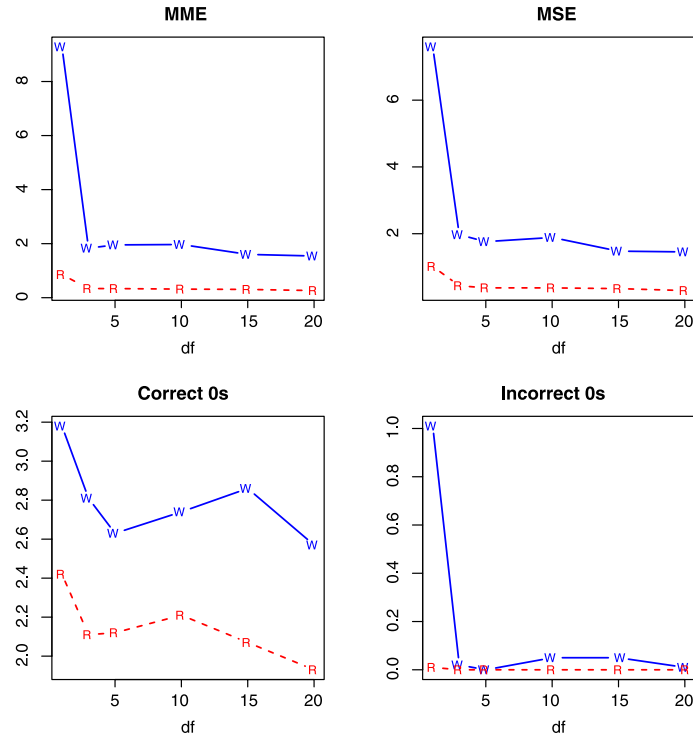 MME
W
W
W
W
W
W
R
R
R
R
R
R
0
2
4
6
8
5
10
15
20
df
MSE
W
W
W
W
W
W
R
R
R
R
R
R
2
4
6
5
10
15
20
df
Correct 0s
W
W
W
W
W
W
R
R
R
R
R
R
2.0
2.2
2.4
2.6
2.8
3.0
3.2
5
10
15
20
df
Incorrect 0s
W
W
W
W
W
W
R
R
R
R
R
R
0.0
0.2
0.4
0.6
0.8
1.0
5
10
15
20
df